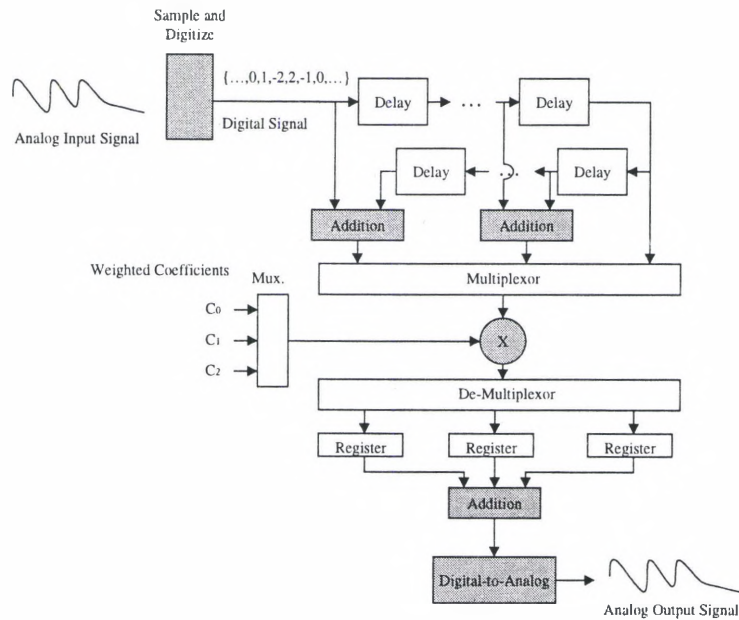 Sample and
Digitize
{...,0,1,-2,2,-1,0,...}
Delay
...
Delay
Analog Input Signal
Digital Signal
Delay
...
Delay
Addition
Addition
Weighted Coefficients
Mux.
Multiplexor
C0
C1
X
C2
De-Multiplexor
Register
Register
Register
Addition
Digital-to-Analog
Analog Output Signal